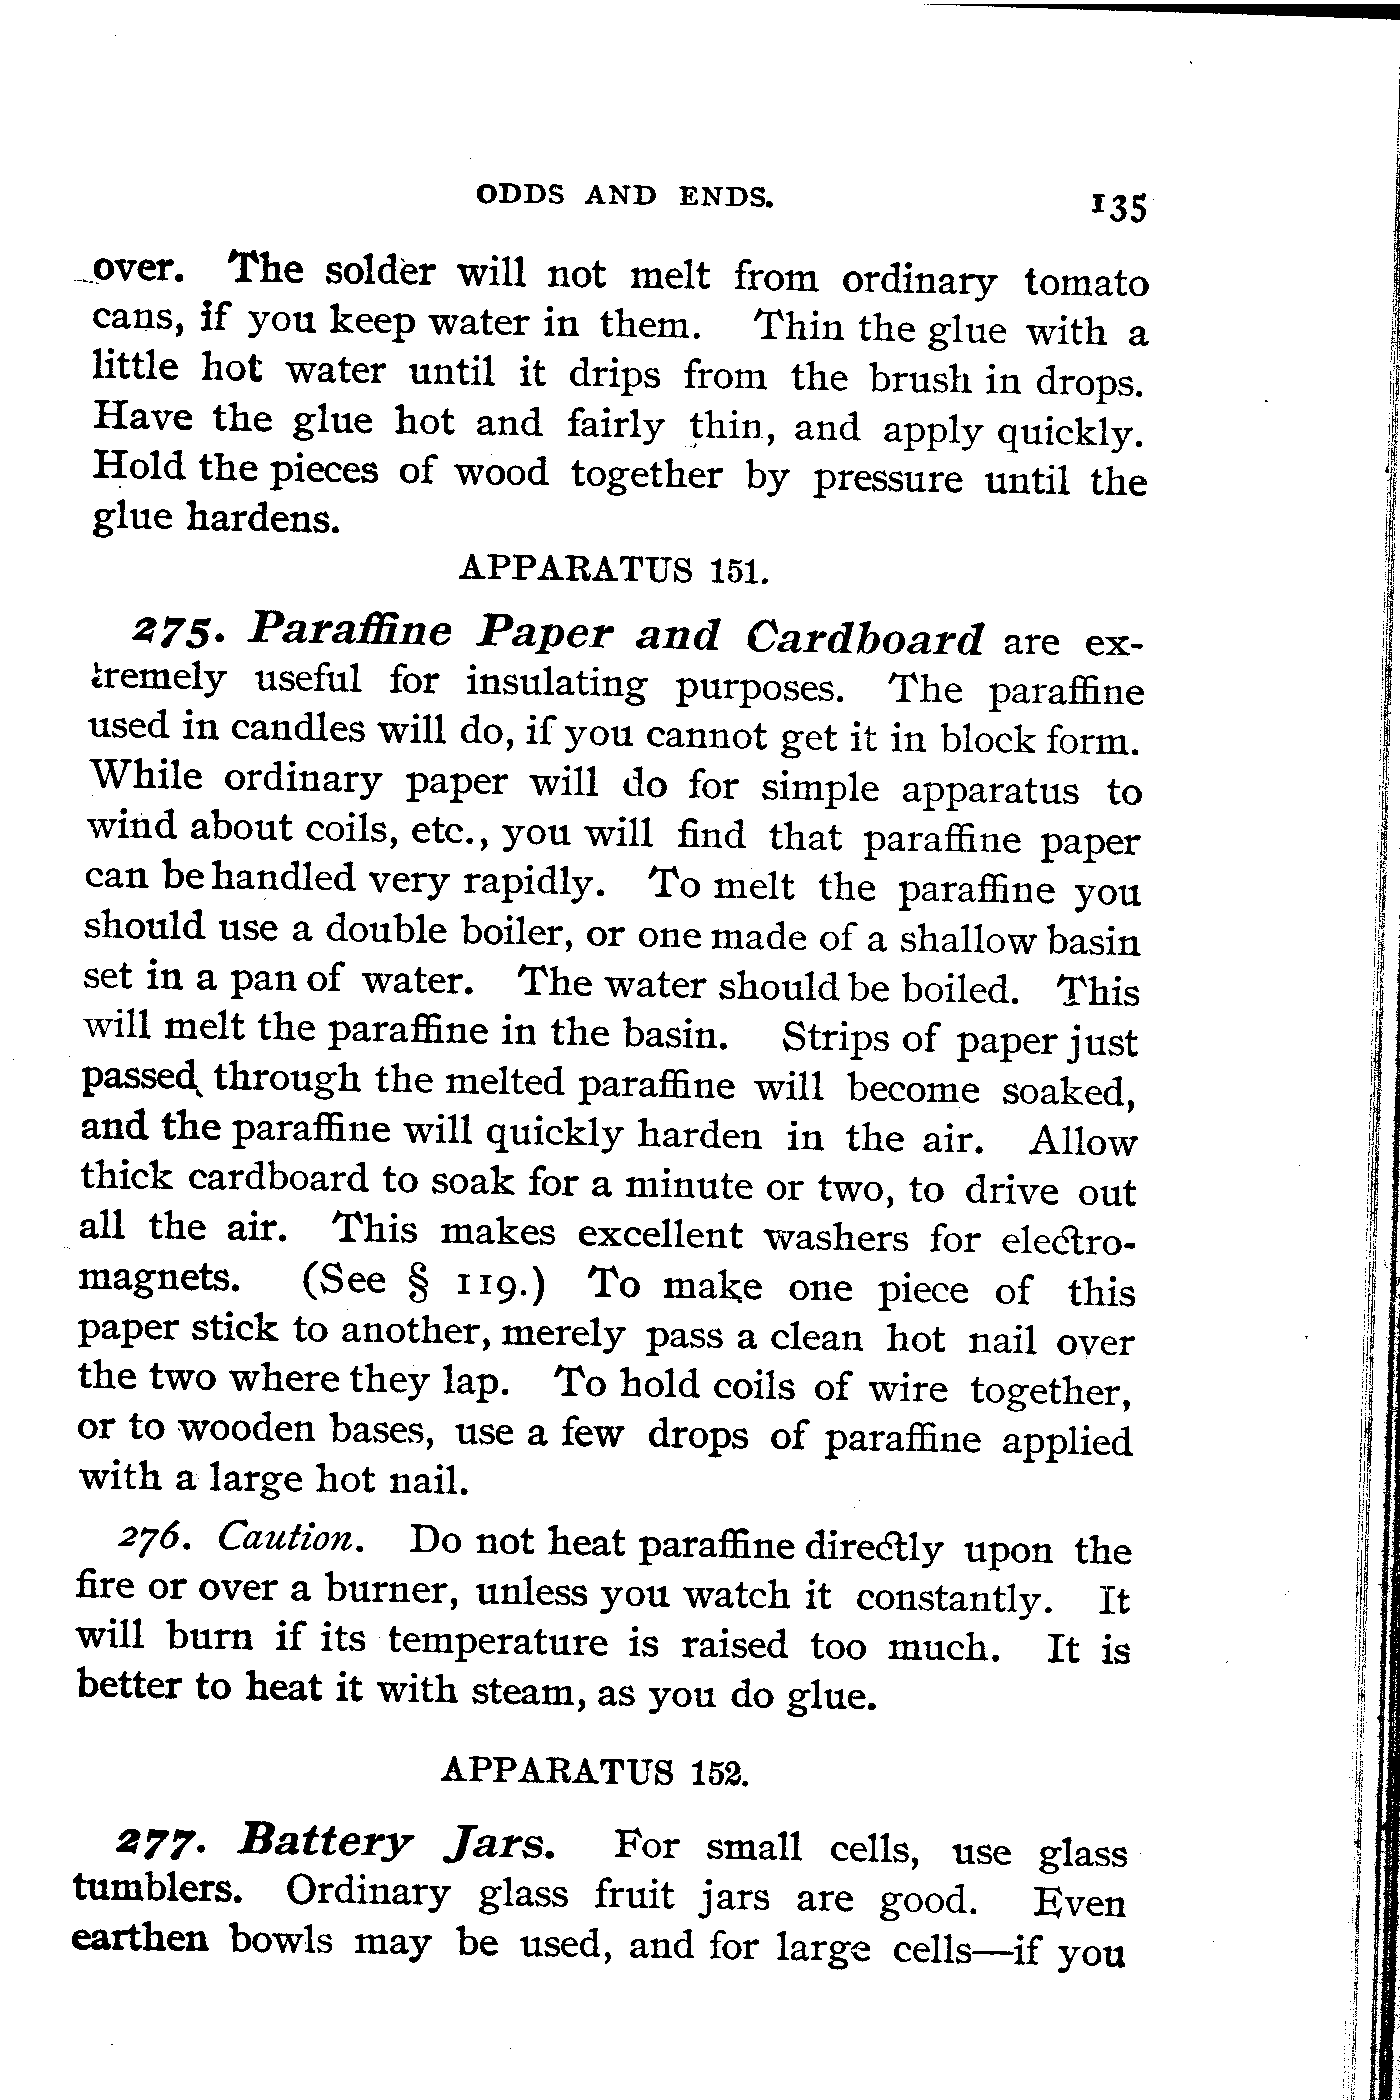 ODDS AND ENDS. 135
over. The solder will not melt from ordinary tomato
cans, if you keep water in them. Thin the glue with a
little hot water until it drips from the brush in drops.
Have the glue hot and fairly thin, and apply quickly.
Hold the pieces of wood together by pressure until the
glue hardens.
APPARATUS 151.
275. Paraffine Paper and Cardboard are ex-
tremely useful for insulating purposes. The paraffine
used in candles will do, if you cannot get it in block form.
While ordinary paper will do for simple apparatus to
wind about coils, etc., you will find that paraffine paper
can be handled very rapidly. To melt the paraffine you
should use a double boiler, or one made of a shallow basin
set in a pan of water. The water should be boiled. This
will melt the paraffine in the basin. Strips of paper just
passed through the melted paraffine will become soaked,
and the paraffine will quickly harden in the air. Allow
thick cardboard to soak for a minute or two, to drive out
all the air. This makes excellent washers for electro-
magnets. (See § 119.) To make one piece of this
paper stick to another, merely pass a clean hot nail over
the two where they lap. To hold coils of wire together,
or to wooden bases, use a few drops of paraffine applied
with a large hot nail.
276. Caution. Do not heat paraffine directly upon the
fire or over a burner, unless you watch it constantly. It
will burn if its temperature is raised too much. It is
better to heat it with steam, as you do glue.
APPARATUS 152.
277. Battery Jars. For small cells, use glass
tumblers. Ordinary glass fruit jars are good. Even
earthen bowls may be used, and for large cells—if you